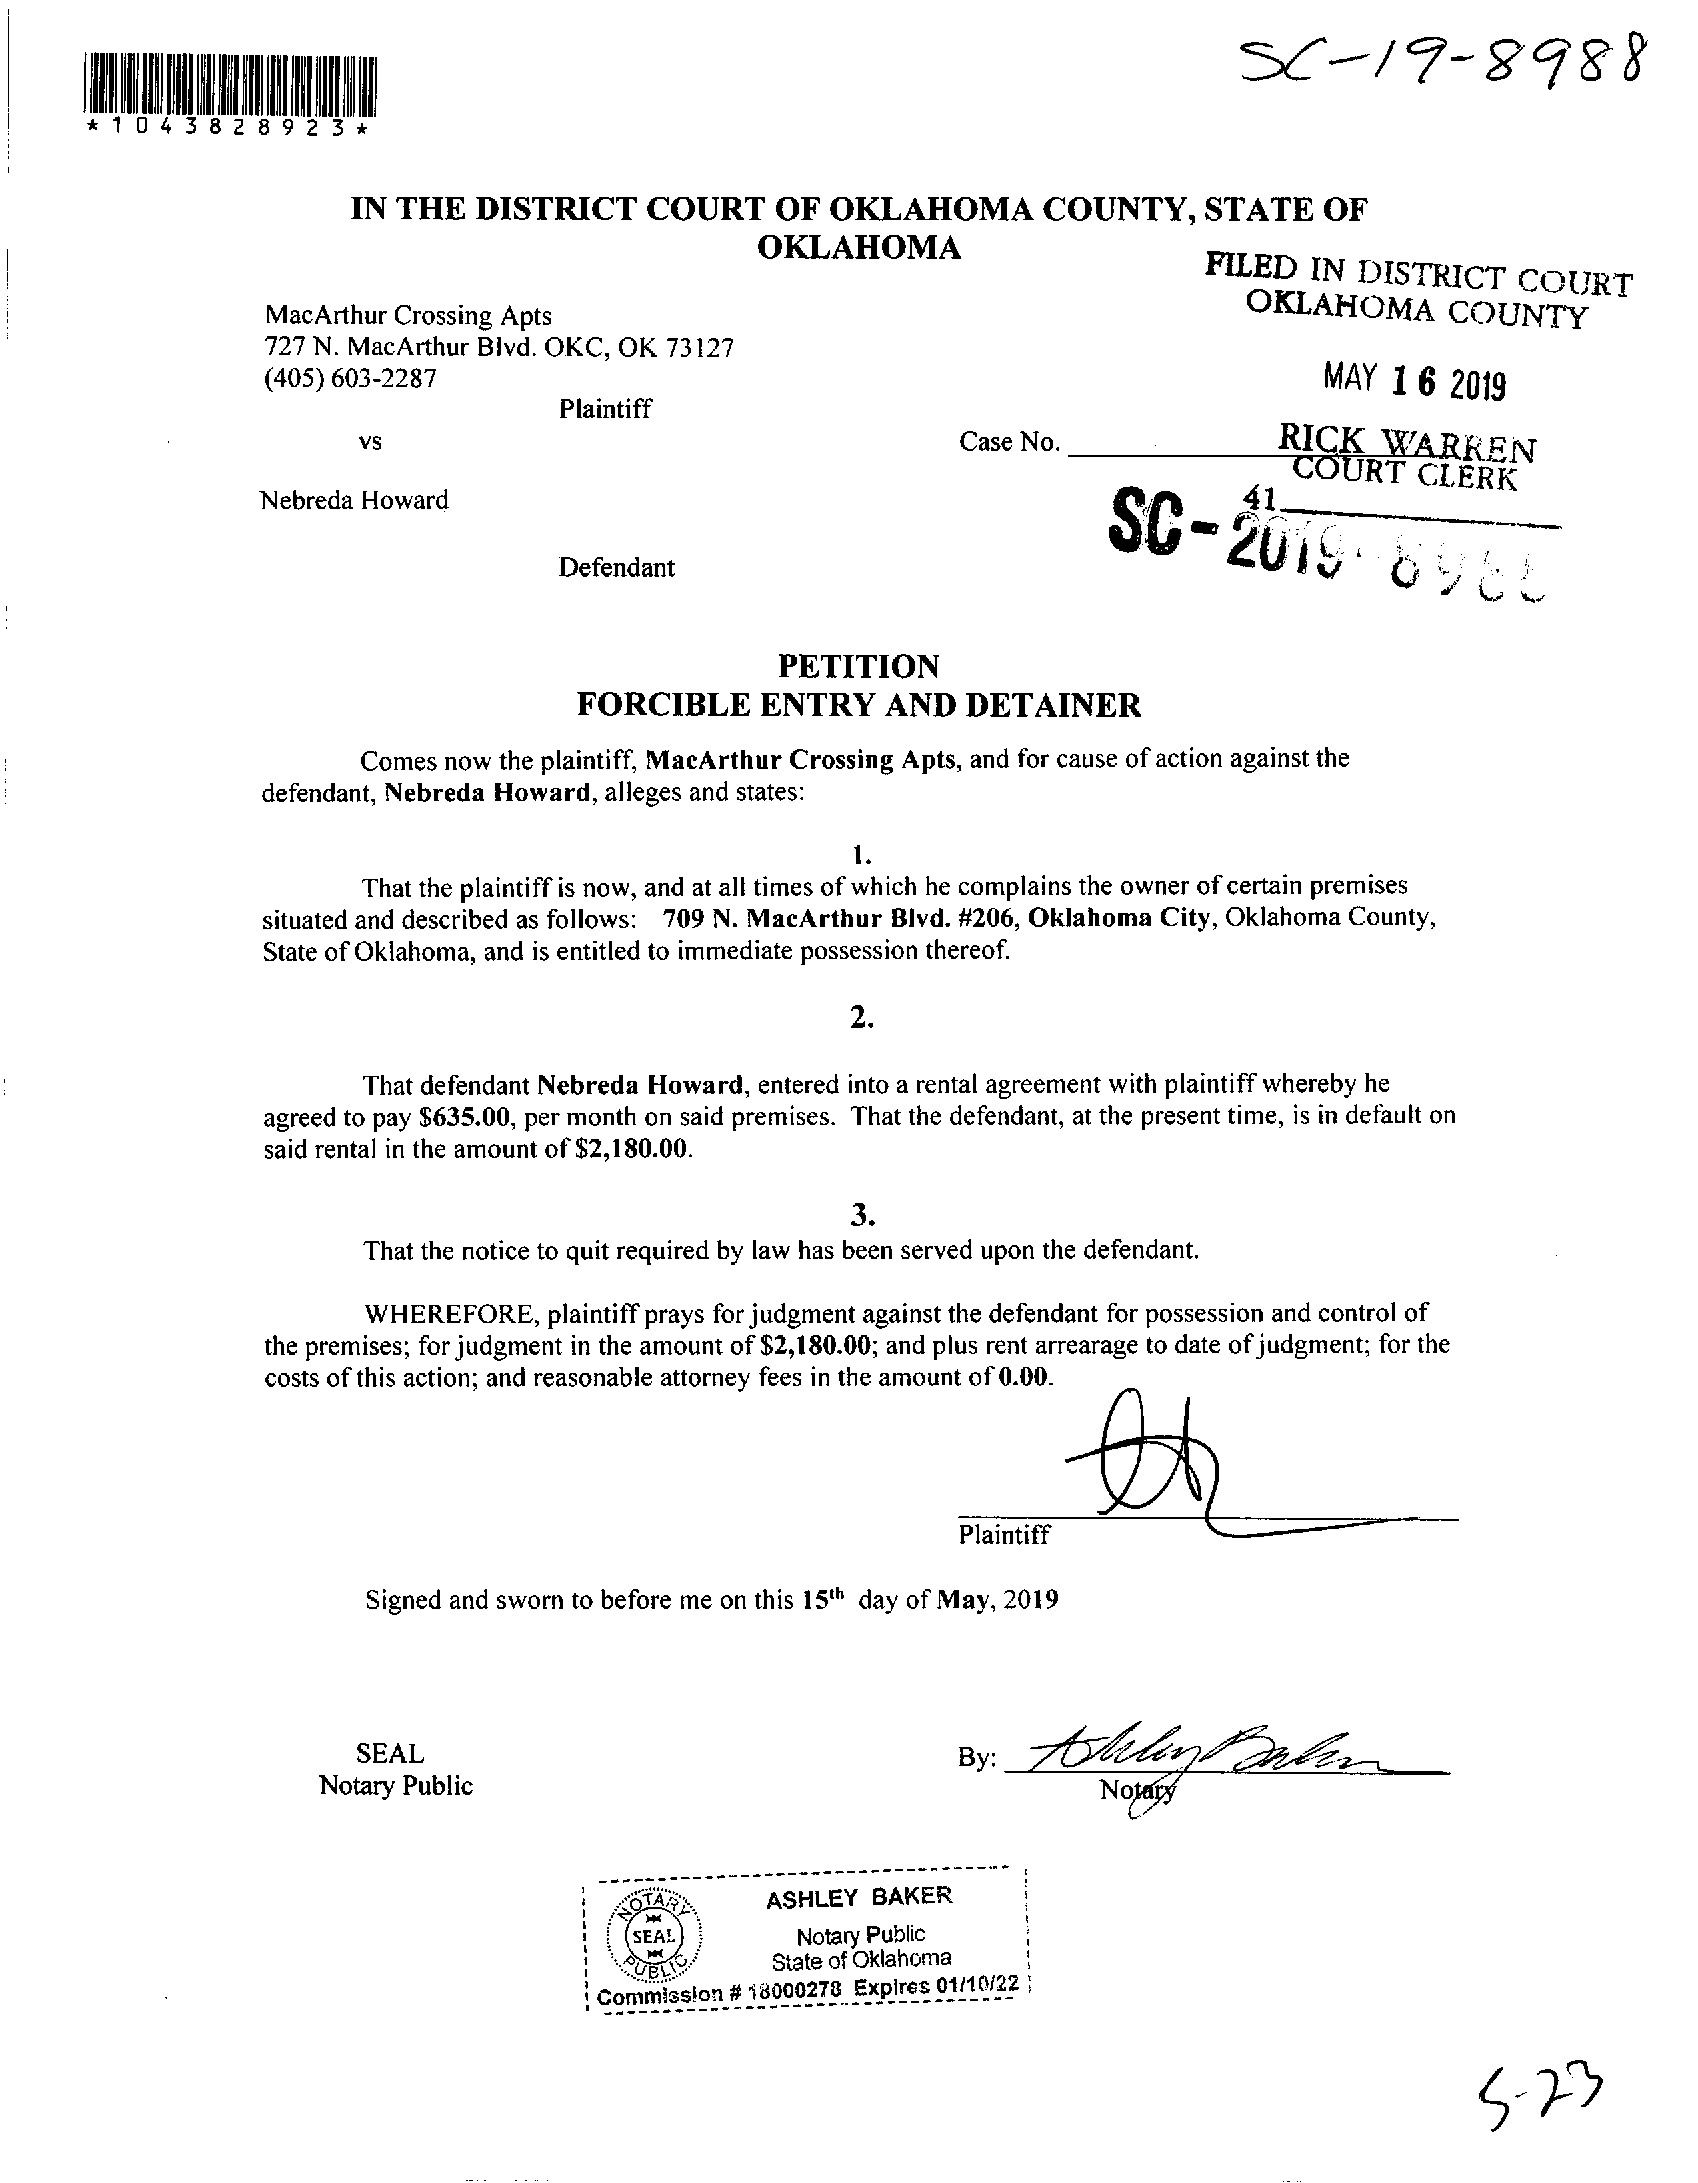 SC-19-8988
*1043828923*
IN THE DISTRICT COURT OF OKLAHOMA COUNTY, STATE OF
OKLAHOMA
FILED IN DISTRICT COURT
OKLAHOMA COUNTY
MacArthur Crossing Apts
727 N. MacArthur Blvd. OKC, OK 73127
(405) 603-2287
MAY 16 2019
Plaintiff
vs
Case No.
RICK WARREN
COURT CLERK
41
Nebreda Howard
SC-2019-
Defendant
PETITION
FORCIBLE ENTRY AND DETAINER
Comes now the plaintiff, MacArthur Crossing Apts, and for cause of action against the
defendant, Nebreda Howard, alleges and states:
1.
That the plaintiff is now, and at all times of which he complains the owner of certain premises
situated and described as follows: 709 N. MacArthur Blvd. #206, Oklahoma City, Oklahoma County,
State of Oklahoma, and is entitled to immediate possession thereof.
2.
That defendant Nebreda Howard, entered into a rental agreement with plaintiff whereby he
agreed to pay $635.00, per month on said premises. That the defendant, at the present time, is in default on
said rental in the amount of $2,180.00.
3.
That the notice to quit required by law has been served upon the defendant.
WHEREFORE, plaintiff prays for judgment against the defendant for possession and control of
the premises; for judgment in the amount of $2,180.00; and plus rent arrearage to date of judgment; for the
costs of this action; and reasonable attorney fees in the amount of 0.00.
Plaintiff
Signed and sworn to before me on this 15th day of May, 2019
SEAL
Notary Public
By: Ashley Baker
Notary
NOTARY
SEAL
PUBLIC
ASHLEY BAKER
Notary Public
State of Oklahoma
Commission # 18000278 Expires 01/10/22
5-23